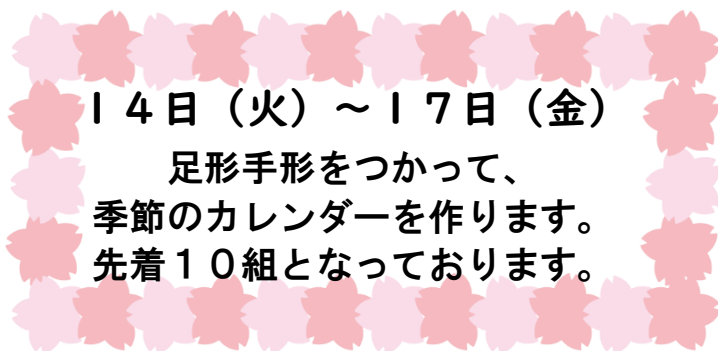 １４日（火）～１７日（金）
足形手形をつかって、
季節のカレンダーを作ります。
先着１０組となっております。